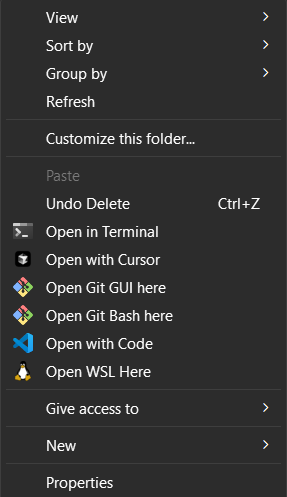 View
Sort by
Group by
Refresh
Customize this folder...
Paste
Undo Delete Ctrl+Z
Open in Terminal
Open with Cursor
Open Git GUI here
Open Git Bash here
Open with Code
Open WSL Here
Give access to
New
Properties